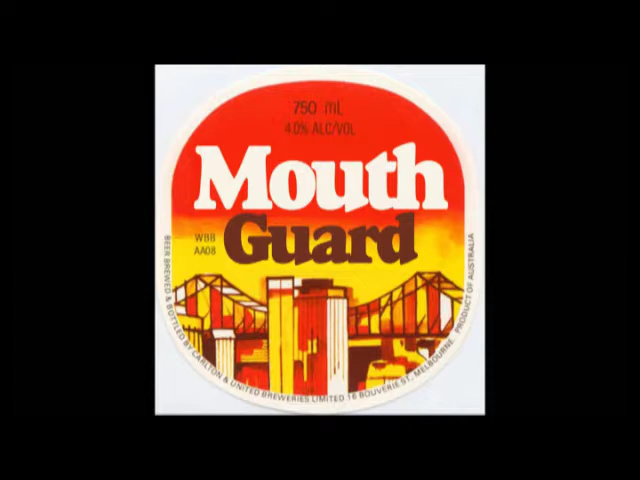 750 mL
4.0% ALC/VOL
Mouth
Guard
WBB
AA08
BEER BREWED & BOTTLED BY CARLTON & UNITED BREWERIES LIMITED 16 BOUVERIE ST, MELBOURNE PRODUCT OF AUSTRALIA